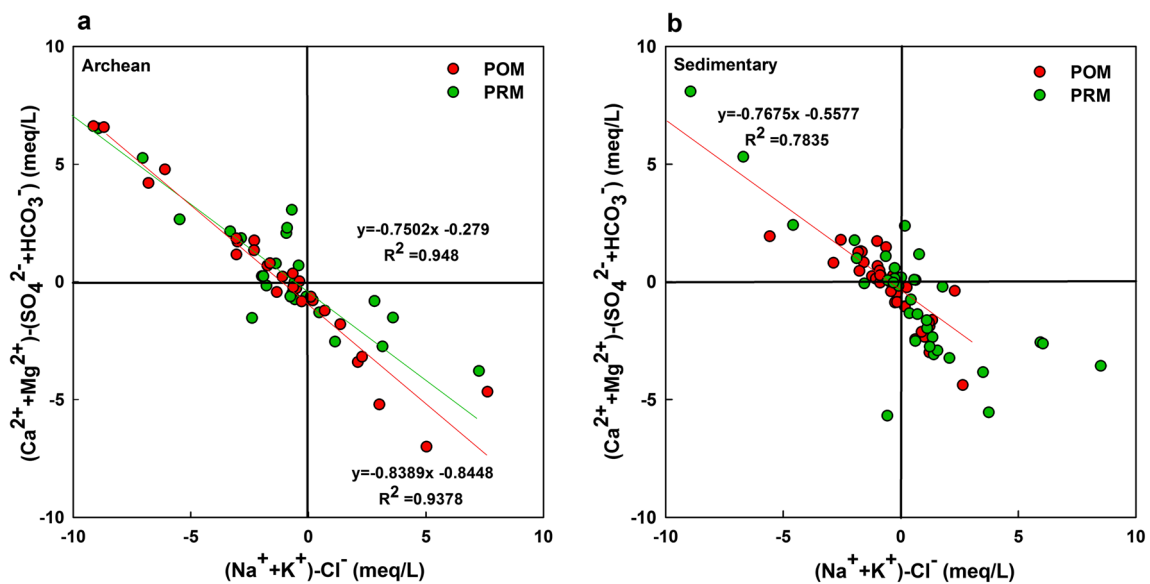 a
Archean
POM
PRM
y=-0.7502x -0.279
R² =0.948
y=-0.8389x -0.8448
R² =0.9378
10
5
0
-5
-10
-10 -5 0 5 10
(Ca²⁺+Mg²⁺)-(SO₄²⁻+HCO₃⁻) (meq/L)
(Na⁺+K⁺)-Cl⁻ (meq/L)
b
Sedimentary
POM
PRM
y=-0.7675x -0.5577
R² =0.7835
10
5
0
-5
-10
-10 -5 0 5 10
(Ca²⁺+Mg²⁺)-(SO₄²⁻+HCO₃⁻) (meq/L)
(Na⁺+K⁺)-Cl⁻ (meq/L)